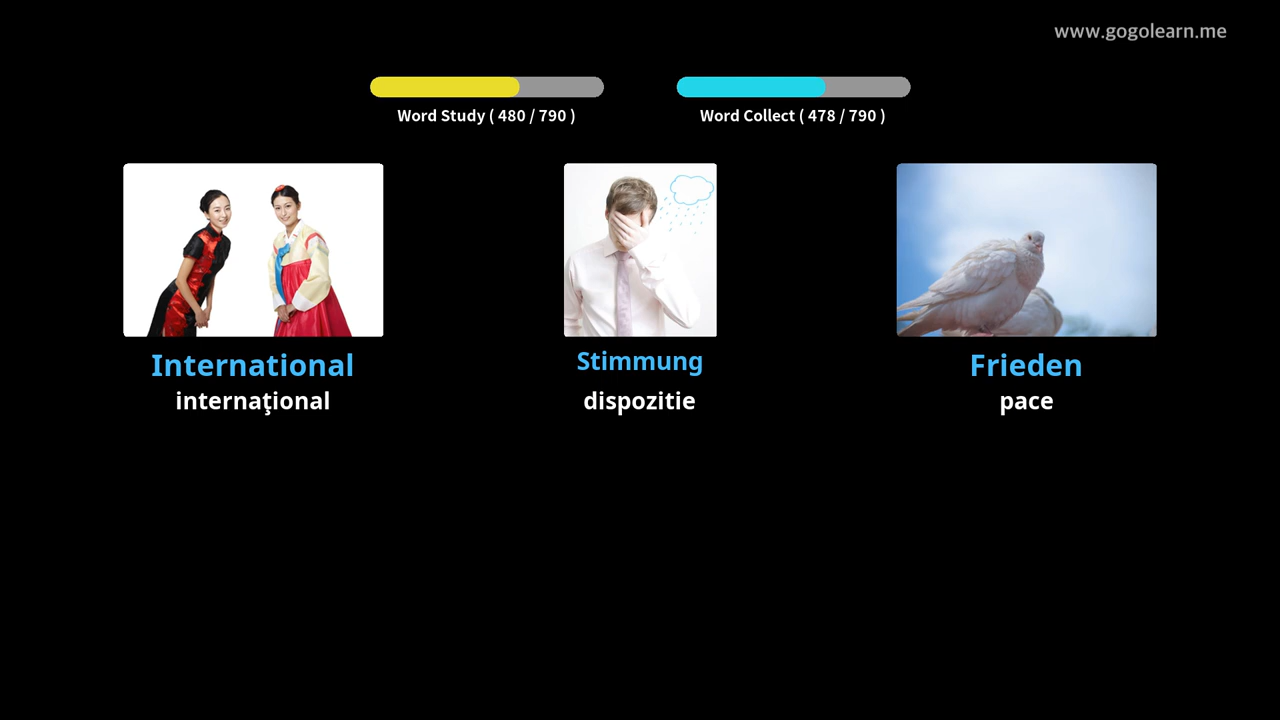 www.gogolearn.me
Word Study ( 480 / 790 )
Word Collect ( 478 / 790 )
International
internaţional
Stimmung
dispozitie
Frieden
pace